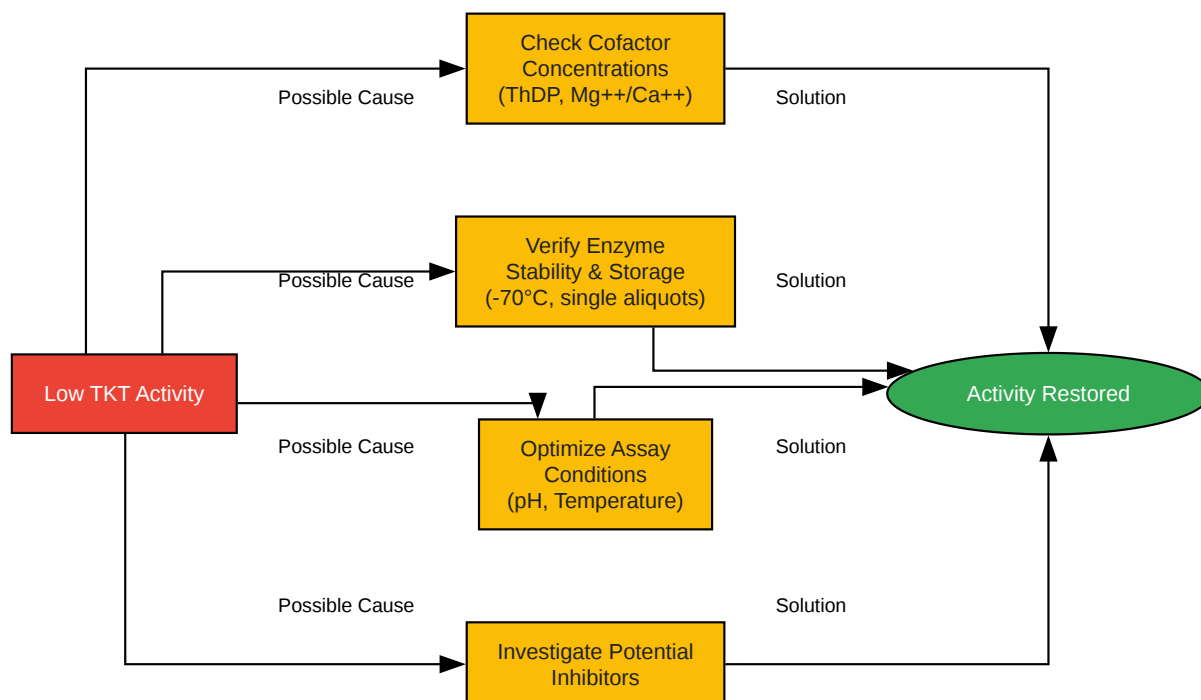 Check Cofactor
Concentrations
(ThDP, Mg++/Ca++)
Possible Cause
Solution
Verify Enzyme
Stability & Storage
(-70°C, single aliquots)
Possible Cause
Solution
Low TKT Activity
Activity Restored
Possible Cause
Solution
Optimize Assay
Conditions
(pH, Temperature)
Possible Cause
Solution
Investigate Potential
Inhibitors